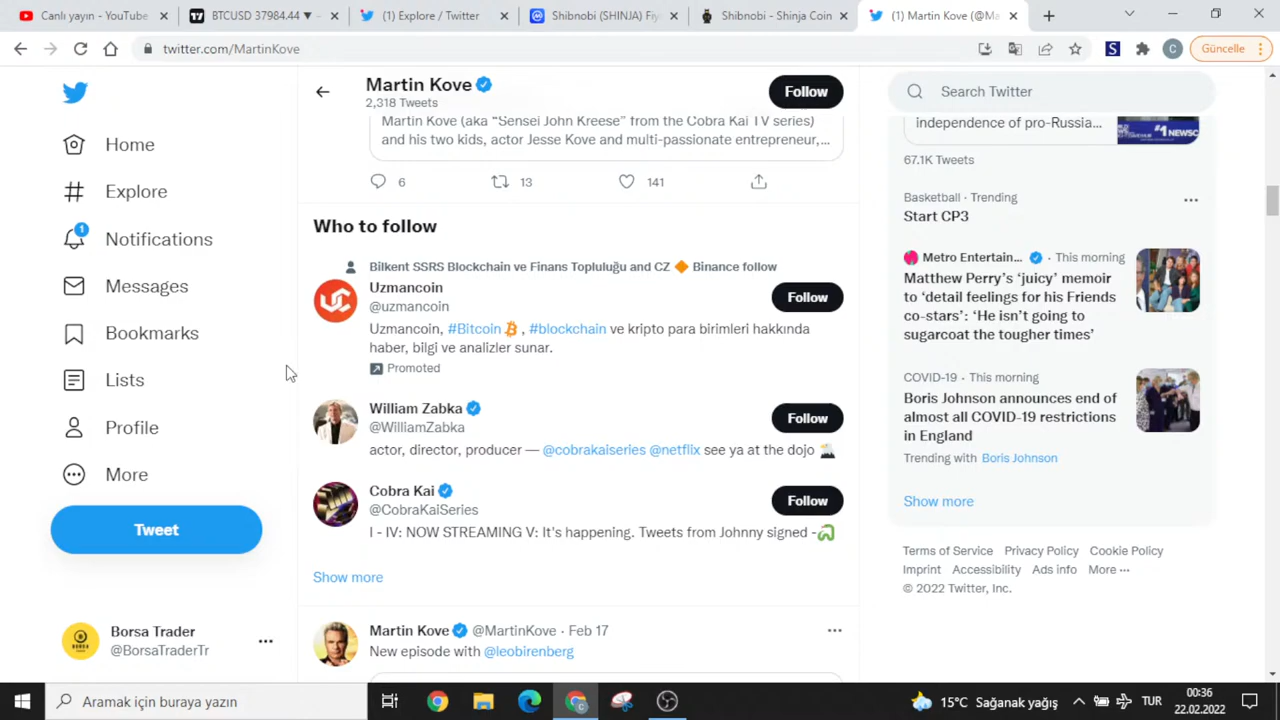 Canlı yayın - YouTube
BTCUSD 37984.44 ▼
(1) Explore / Twitter
Shibnobi (SHINJA) Fiy
Shibnobi - Shinja Coin
(1) Martin Kove (@Ma
twitter.com/MartinKove
S
C
Güncelle
Home
Explore
1
Notifications
Messages
Bookmarks
Lists
Profile
More
Tweet
Borsa Trader
@BorsaTraderTr
Martin Kove
2,318 Tweets
Follow
Martin Kove (aka “Sensei John Kreese” from the Cobra Kai TV series)
and his two kids, actor Jesse Kove and multi-passionate entrepreneur,...
6 13 141
Who to follow
Bilkent SSRS Blockchain ve Finans Topluluğu and CZ 🔶 Binance follow
Uzmancoin
@uzmancoin
Follow
Uzmancoin, #Bitcoin , #blockchain ve kripto para birimleri hakkında
haber, bilgi ve analizler sunar.
Promoted
William Zabka
@WilliamZabka
Follow
actor, director, producer — @cobrakaiseries @netflix see ya at the dojo
Cobra Kai
@CobraKaiSeries
Follow
I - IV: NOW STREAMING V: It's happening. Tweets from Johnny signed -
Show more
Martin Kove @MartinKove · Feb 17
New episode with @leobirenberg
Search Twitter
independence of pro-Russia...
#1 NEWSC
67.1K Tweets
Basketball · Trending
Start CP3
Metro Entertain... · This morning
Matthew Perry’s ‘juicy’ memoir
to ‘detail feelings for his Friends
co-stars’: ‘He isn’t going to
sugarcoat the tougher times’
COVID-19 · This morning
Boris Johnson announces end of
almost all COVID-19 restrictions
in England
Trending with Boris Johnson
Show more
Terms of Service Privacy Policy Cookie Policy
Imprint Accessibility Ads info More ···
© 2022 Twitter, Inc.
Aramak için buraya yazın
15°C Sağanak yağış
TUR
00:36
22.02.2022